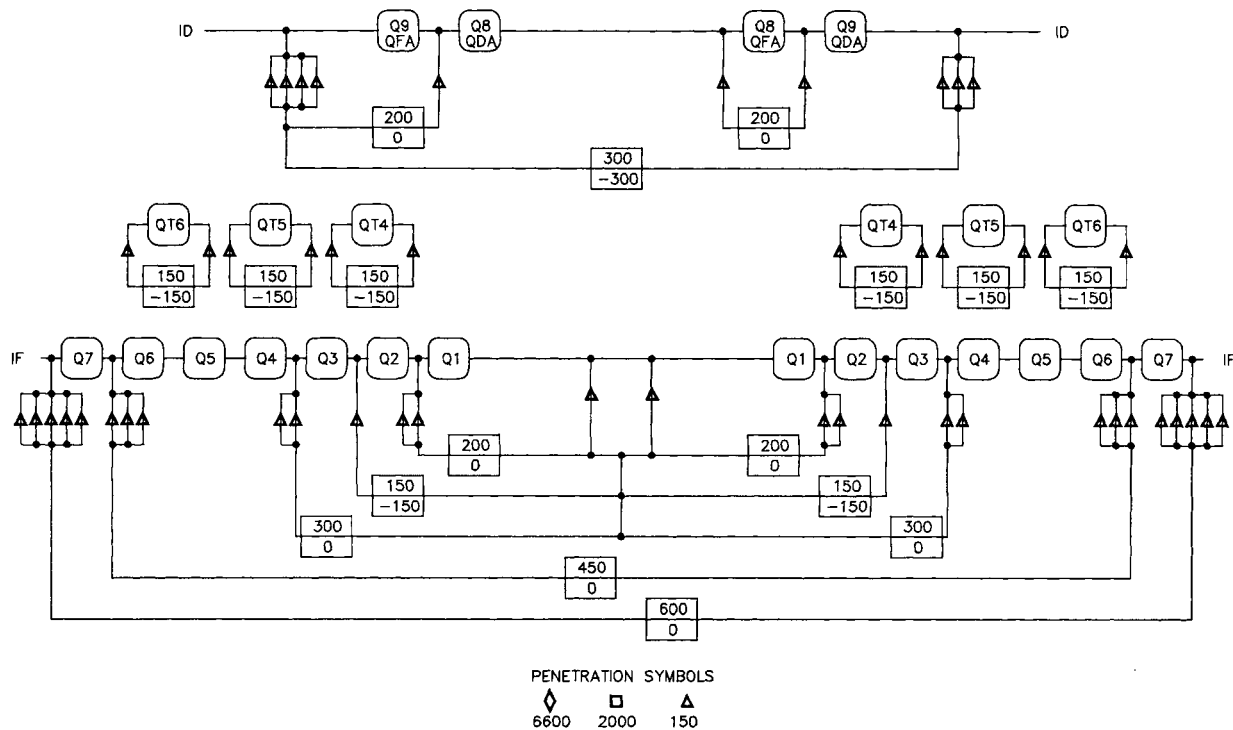 ID Q9 QFA Q8 QDA Q8 QFA Q9 QDA ID
200 0 200 0
300 -300
QT6 QT5 QT4 QT4 QT5 QT6
150 -150 150 -150 150 -150 150 -150 150 -150 150 -150
IF Q7 Q6 Q5 Q4 Q3 Q2 Q1 Q1 Q2 Q3 Q4 Q5 Q6 Q7 IF
200 0 200 0
150 -150 150 -150
300 0 300 0
450 0
600 0
PENETRATION SYMBOLS
6600 2000 150